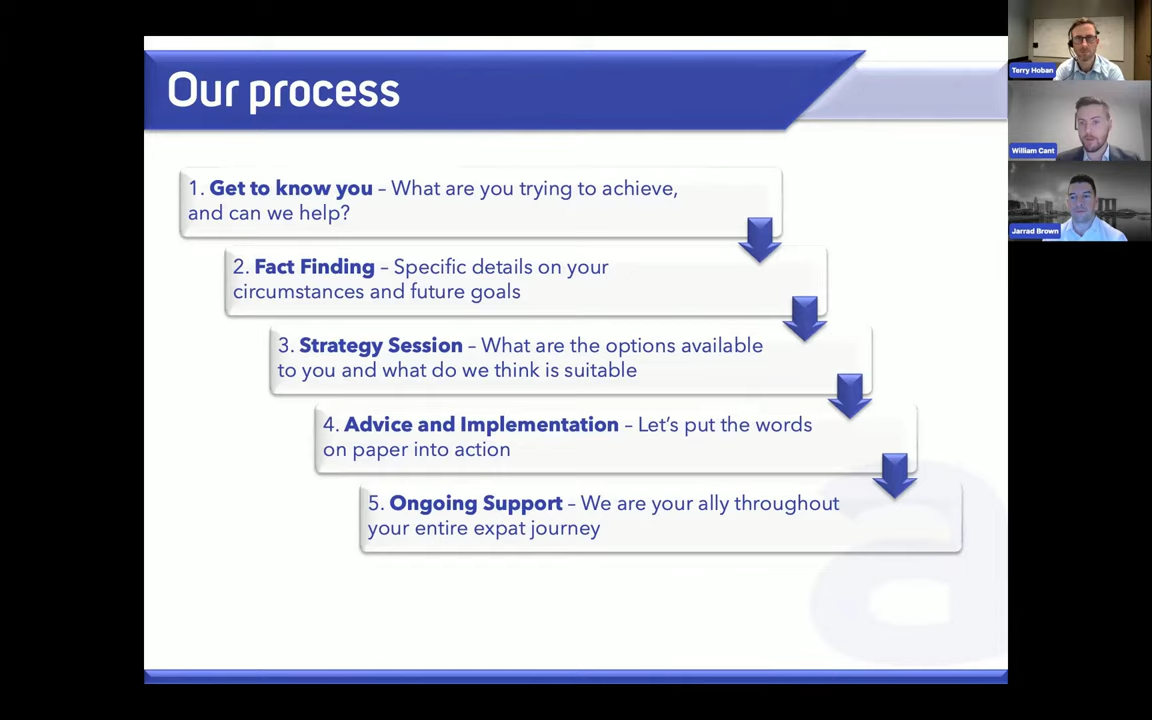 Our process
1. Get to know you – What are you trying to achieve,
and can we help?
2. Fact Finding – Specific details on your
circumstances and future goals
3. Strategy Session – What are the options available
to you and what do we think is suitable
4. Advice and Implementation – Let's put the words
on paper into action
5. Ongoing Support – We are your ally throughout
your entire expat journey
Terry Hoban
William Cant
Jarrad Brown